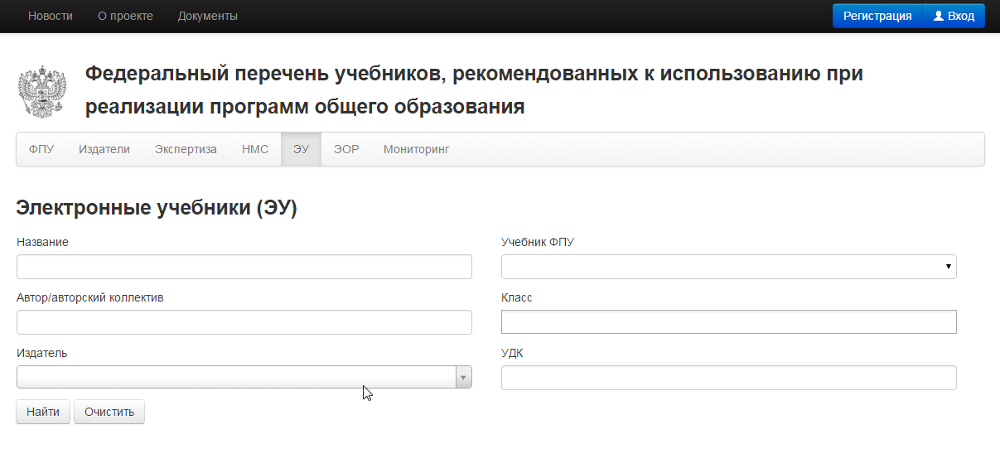 Новости О проекте Документы Регистрация Вход
Федеральный перечень учебников, рекомендованных к использованию при
реализации программ общего образования
ФПУ Издатели Экспертиза НМС ЭУ ЭОР Мониторинг
Электронные учебники (ЭУ)
Название Учебник ФПУ
Автор/авторский коллектив Класс
Издатель УДК
Найти Очистить